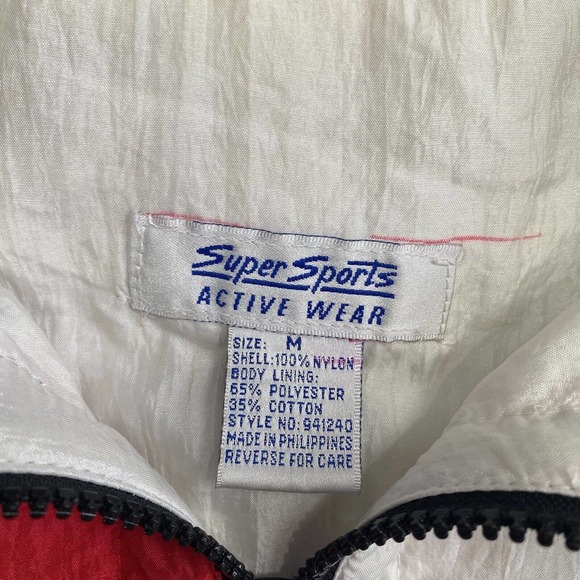 Super Sports
ACTIVE WEAR
SIZE: M
SHELL:100% NYLON
BODY LINING:
65% POLYESTER
35% COTTON
STYLE NO:941240
MADE IN PHILIPPINES
REVERSE FOR CARE